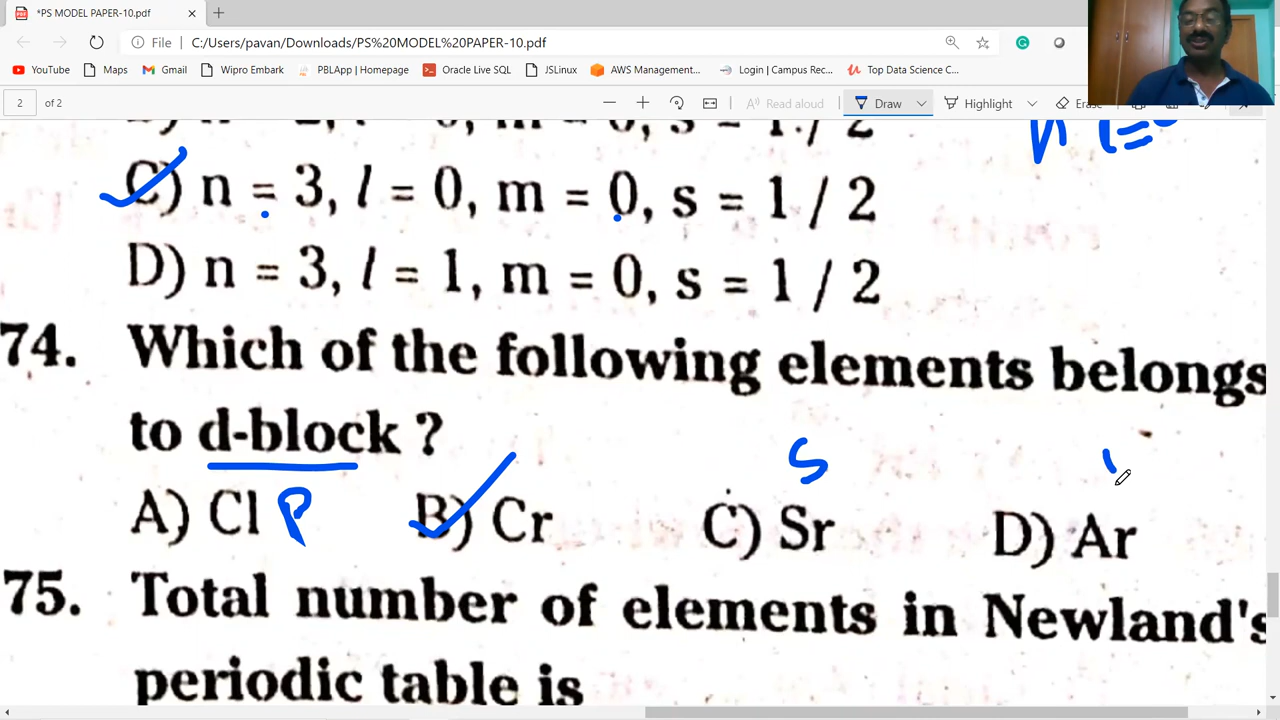 *PS MODEL PAPER-10.pdf
File C:/Users/pavan/Downloads/PS%20MODEL%20PAPER-10.pdf
YouTube Maps Gmail Wipro Embark PBLApp | Homepage Oracle Live SQL JSLinux AWS Management... Login | Campus Rec... Top Data Science C...
2 of 2 Read aloud Draw Highlight Erase
C) n = 3, l = 0, m = 0, s = 1 / 2
D) n = 3, l = 1, m = 0, s = 1 / 2
74. Which of the following elements belongs
to d-block ?
S
A) Cl P B) Cr C) Sr D) Ar
75. Total number of elements in Newland's
periodic table is